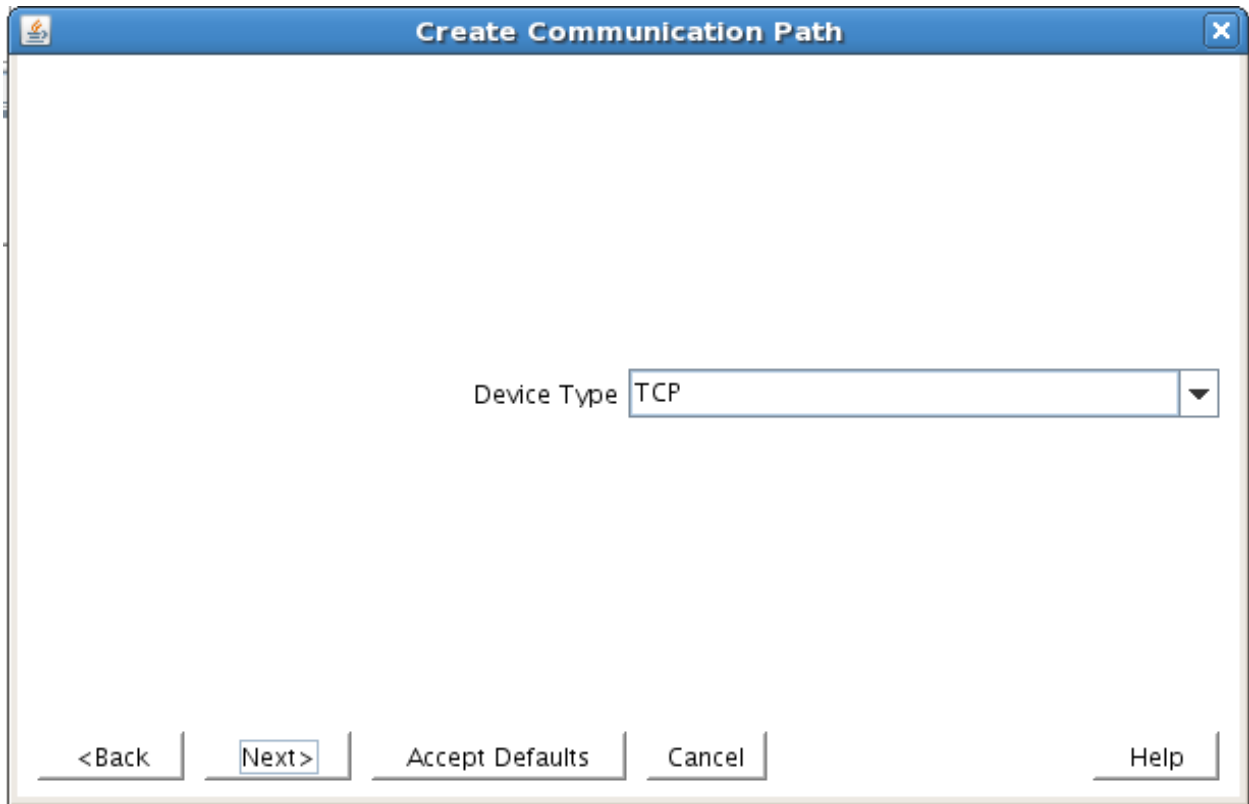 Create Communication Path
Device Type TCP
<Back Next> Accept Defaults Cancel Help